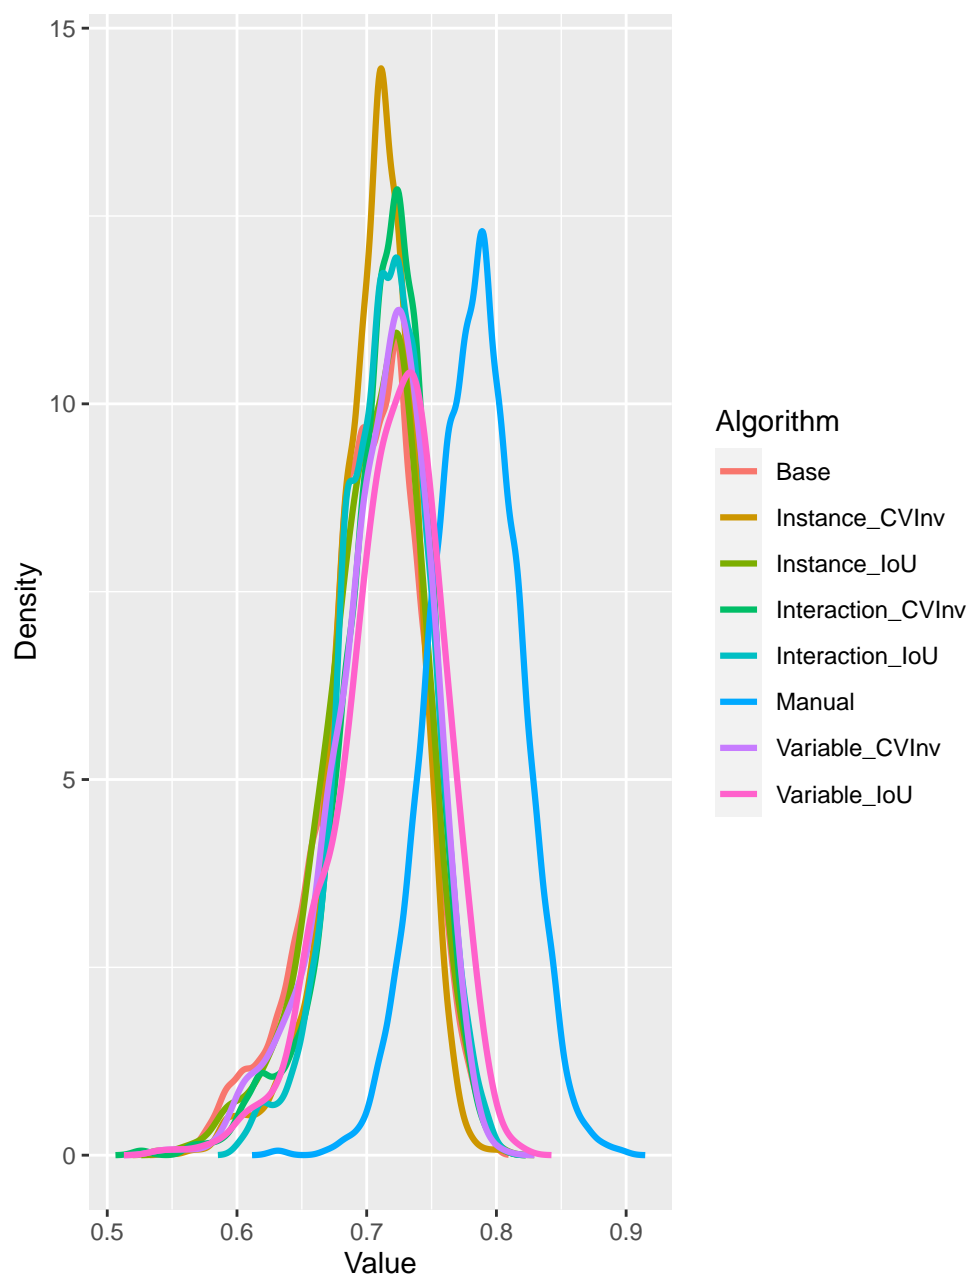 15
10
5
0
Density
0.5 0.6 0.7 0.8 0.9
Value
Algorithm
Base
Instance_CVInv
Instance_IoU
Interaction_CVInv
Interaction_IoU
Manual
Variable_CVInv
Variable_IoU